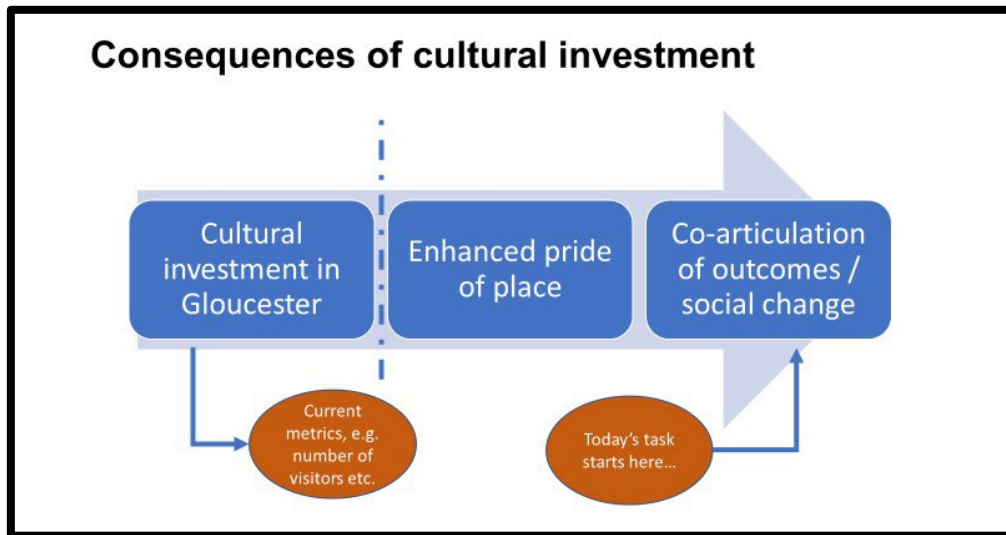 Consequences of cultural investment
Cultural
investment in
Gloucester
Enhanced pride
of place
Co-articulation
of outcomes /
social change
Current
metrics, e.g.
number of
visitors etc.
Today’s task
starts here…